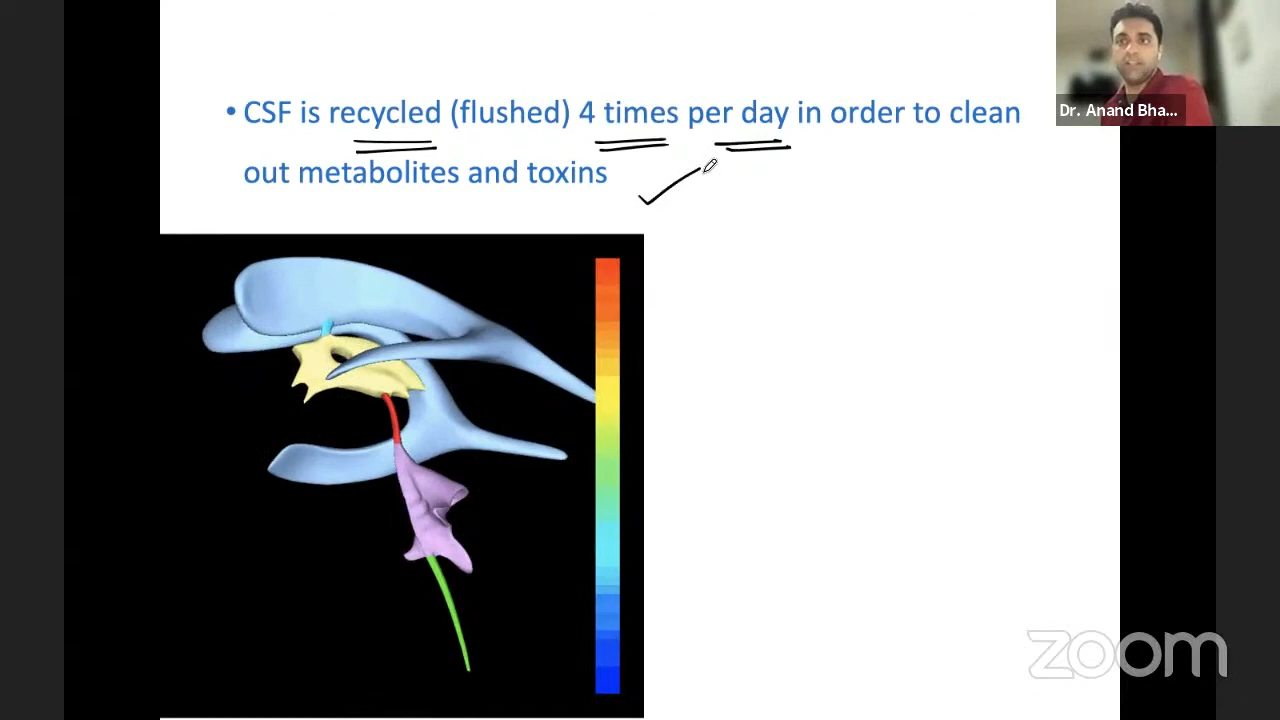 • CSF is recycled (flushed) 4 times per day in order to clean
out metabolites and toxins
Dr. Anand Bha...
zoom